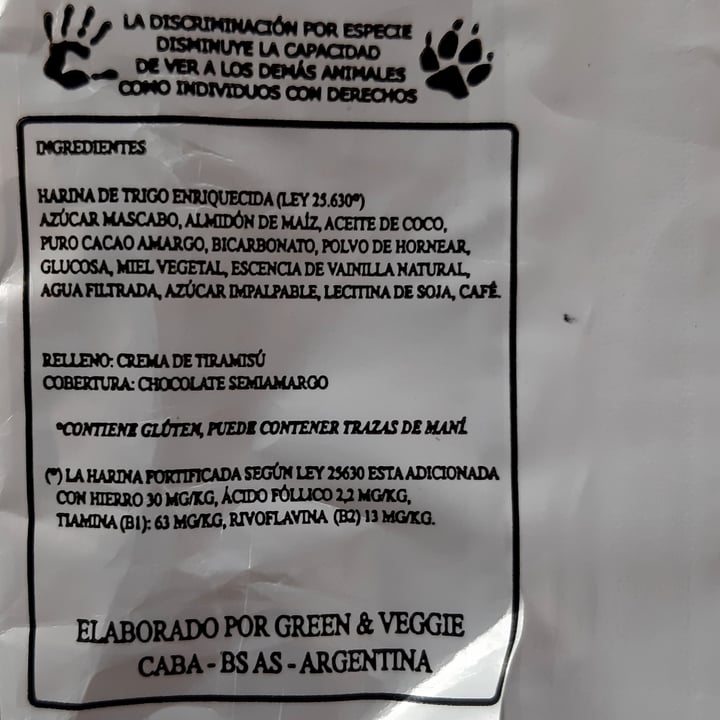 LA DISCRIMINACIÓN POR ESPECIE
DISMINUYE LA CAPACIDAD
DE VER A LOS DEMÁS ANIMALES
COMO INDIVIDUOS CON DERECHOS
INGREDIENTES
HARINA DE TRIGO ENRIQUECIDA (LEY 25.630*)
AZÚCAR MASCABO, ALMIDÓN DE MAÍZ, ACEITE DE COCO,
PURO CACAO AMARGO, BICARBONATO, POLVO DE HORNEAR,
GLUCOSA, MIEL VEGETAL, ESCENCIA DE VAINILLA NATURAL,
AGUA FILTRADA, AZÚCAR IMPALPABLE, LECITINA DE SOJA, CAFÉ.
RELLENO: CREMA DE TIRAMISÚ
COBERTURA: CHOCOLATE SEMIAMARGO
*CONTIENE GLÚTEN, PUEDE CONTENER TRAZAS DE MANÍ.
(*) LA HARINA FORTIFICADA SEGÚN LEY 25630 ESTA ADICIONADA
CON HIERRO 30 MG/KG, ÁCIDO FÓLLICO 2,2 MG/KG,
TIAMINA (B1): 63 MG/KG, RIVOFLAVINA (B2) 13 MG/KG.
ELABORADO POR GREEN & VEGGIE
CABA - BS AS - ARGENTINA